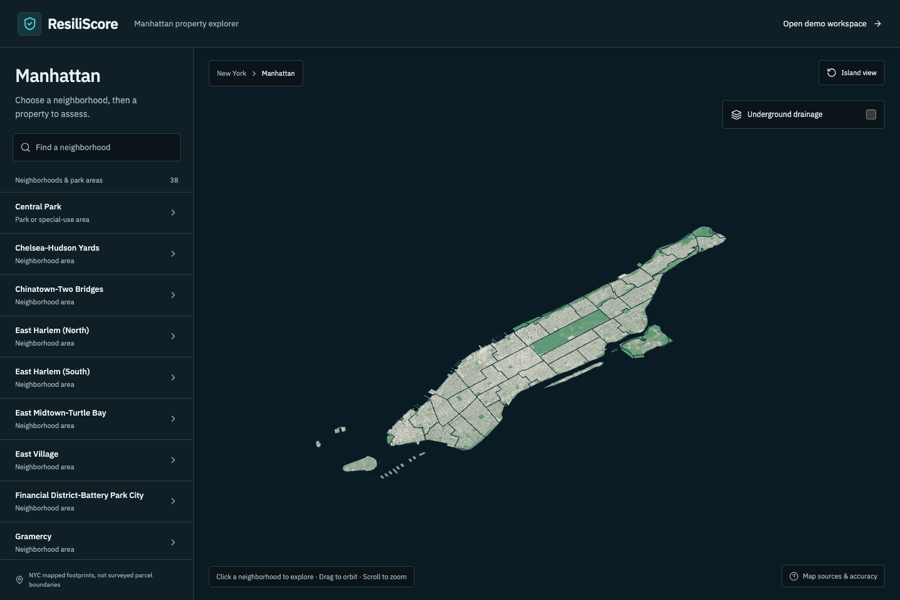 ResiliScore
Manhattan property explorer
Open demo workspace
Manhattan
Choose a neighborhood, then a
property to assess.
Find a neighborhood
Neighborhoods & park areas 38
Central Park
Park or special-use area
Chelsea-Hudson Yards
Neighborhood area
Chinatown-Two Bridges
Neighborhood area
East Harlem (North)
Neighborhood area
East Harlem (South)
Neighborhood area
East Midtown-Turtle Bay
Neighborhood area
East Village
Neighborhood area
Financial District-Battery Park City
Neighborhood area
Gramercy
Neighborhood area
NYC mapped footprints, not surveyed parcel
boundaries
New York > Manhattan
Island view
Underground drainage
Click a neighborhood to explore · Drag to orbit · Scroll to zoom
Map sources & accuracy